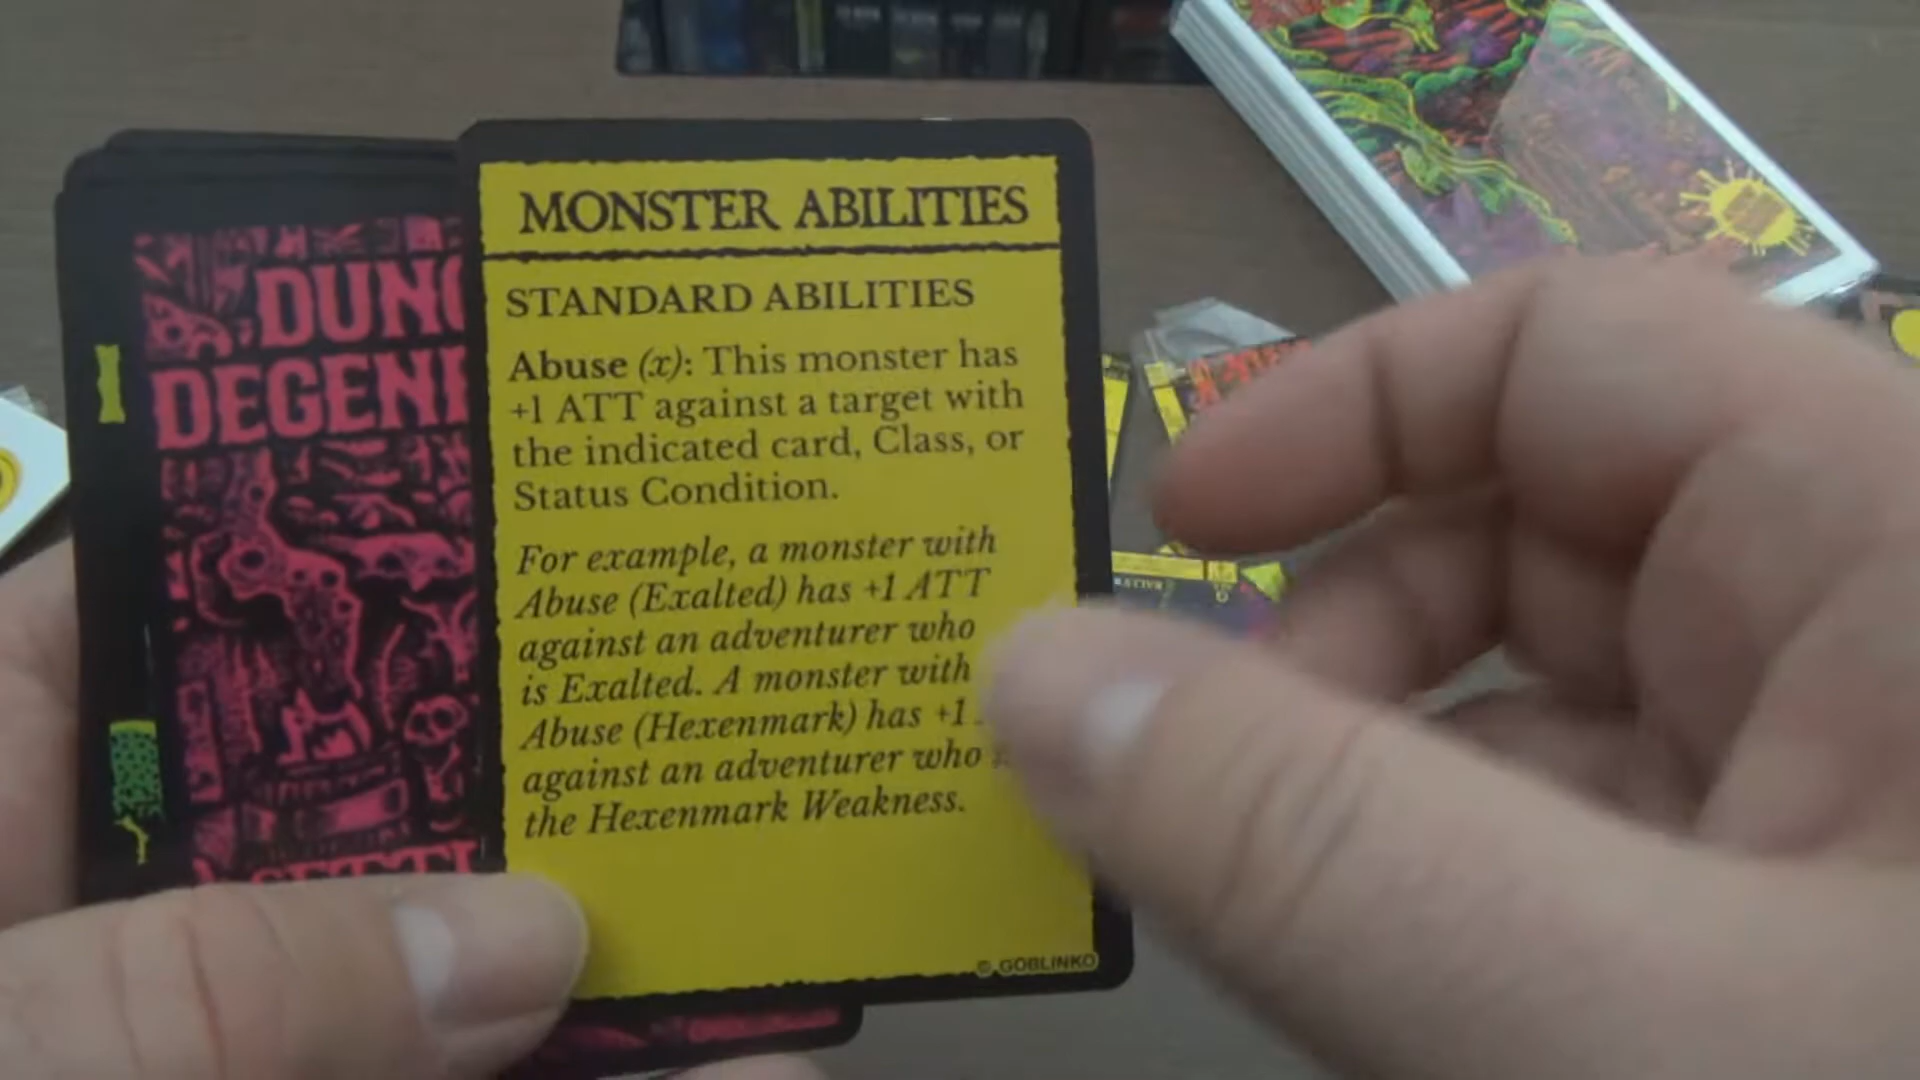 DUN
DEGEN
SETTI
MONSTER ABILITIES
STANDARD ABILITIES
Abuse (x): This monster has
+1 ATT against a target with
the indicated card, Class, or
Status Condition.
For example, a monster with
Abuse (Exalted) has +1 ATT
against an adventurer who
is Exalted. A monster with
Abuse (Hexenmark) has +1
against an adventurer who
the Hexenmark Weakness.
© GOBLINKO